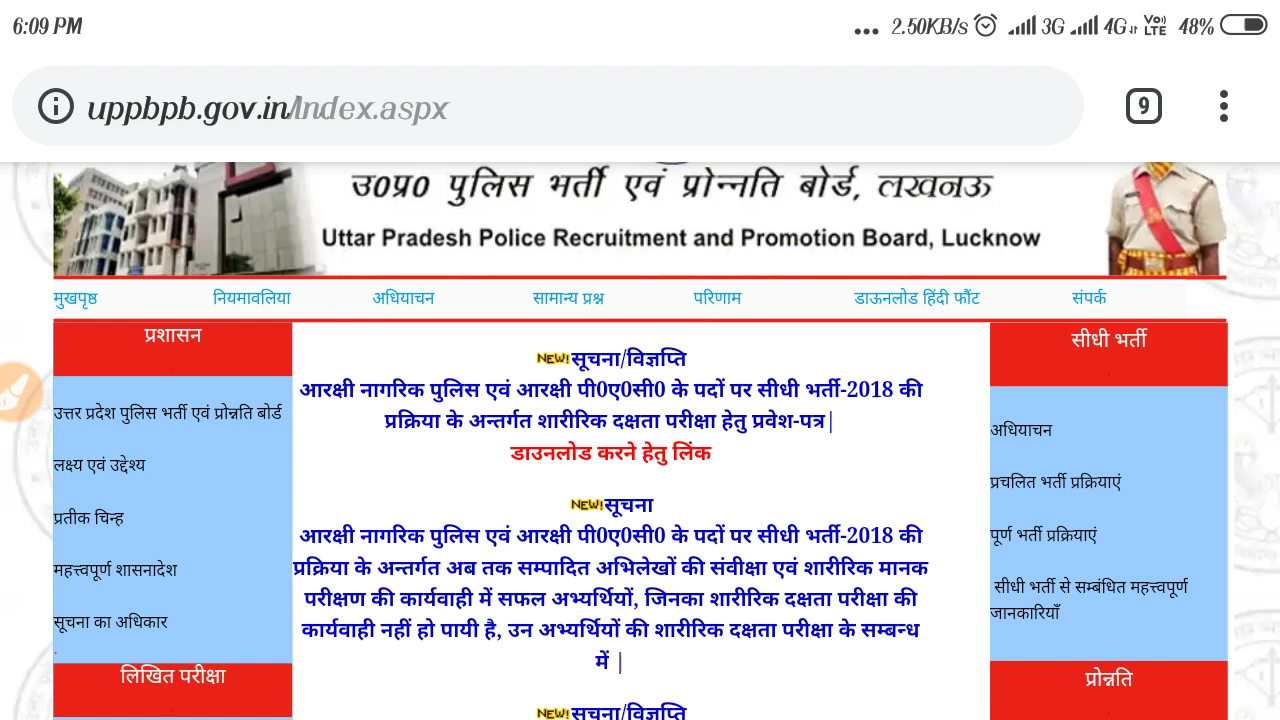 6:09 PM
... 2.50KB/s 3G 4G Vo)) LTE 48%
uppbpb.gov.in/Index.aspx
9
उ0प्र0 पुलिस भर्ती एवं प्रोन्नति बोर्ड, लखनऊ
Uttar Pradesh Police Recruitment and Promotion Board, Lucknow
मुखपृष्ठ नियमावलिया अधियाचन सामान्य प्रश्न परिणाम डाऊनलोड हिंदी फौंट संपर्क
प्रशासन
उत्तर प्रदेश पुलिस भर्ती एवं प्रोन्नति बोर्ड
लक्ष्य एवं उद्देश्य
प्रतीक चिन्ह
महत्त्वपूर्ण शासनादेश
सूचना का अधिकार
लिखित परीक्षा
NEW! सूचना/विज्ञप्ति
आरक्षी नागरिक पुलिस एवं आरक्षी पी0ए0सी0 के पदों पर सीधी भर्ती-2018 की
प्रक्रिया के अन्तर्गत शारीरिक दक्षता परीक्षा हेतु प्रवेश-पत्र|
डाउनलोड करने हेतु लिंक
NEW! सूचना
आरक्षी नागरिक पुलिस एवं आरक्षी पी0ए0सी0 के पदों पर सीधी भर्ती-2018 की
प्रक्रिया के अन्तर्गत अब तक सम्पादित अभिलेखों की संवीक्षा एवं शारीरिक मानक
परीक्षण की कार्यवाही में सफल अभ्यर्थियों, जिनका शारीरिक दक्षता परीक्षा की
कार्यवाही नहीं हो पायी है, उन अभ्यर्थियों की शारीरिक दक्षता परीक्षा के सम्बन्ध
में |
NEW! सूचना/विज्ञप्ति
सीधी भर्ती
अधियाचन
प्रचलित भर्ती प्रक्रियाएं
पूर्ण भर्ती प्रक्रियाएं
सीधी भर्ती से सम्बंधित महत्त्वपूर्ण
जानकारियाँ
प्रोन्नति